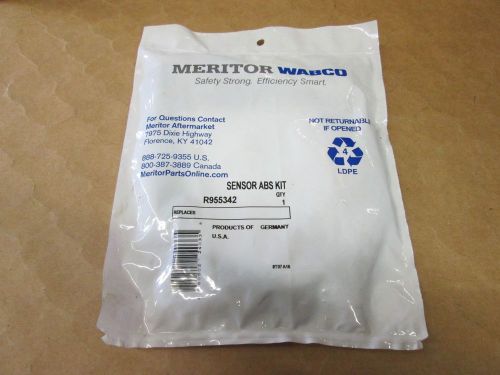 MERITOR WABCO
Safety Strong. Efficiency Smart.
For Questions Contact
Meritor Aftermarket
7975 Dixie Highway
Florence, KY 41042
888-725-9355 U.S.
800-387-3889 Canada
MeritorPartsOnline.com
NOT RETURNABLE
IF OPENED
4
LDPE
SENSOR ABS KIT
QTY
R955342 1
REPLACES
PRODUCTS OF GERMANY
U.S.A.